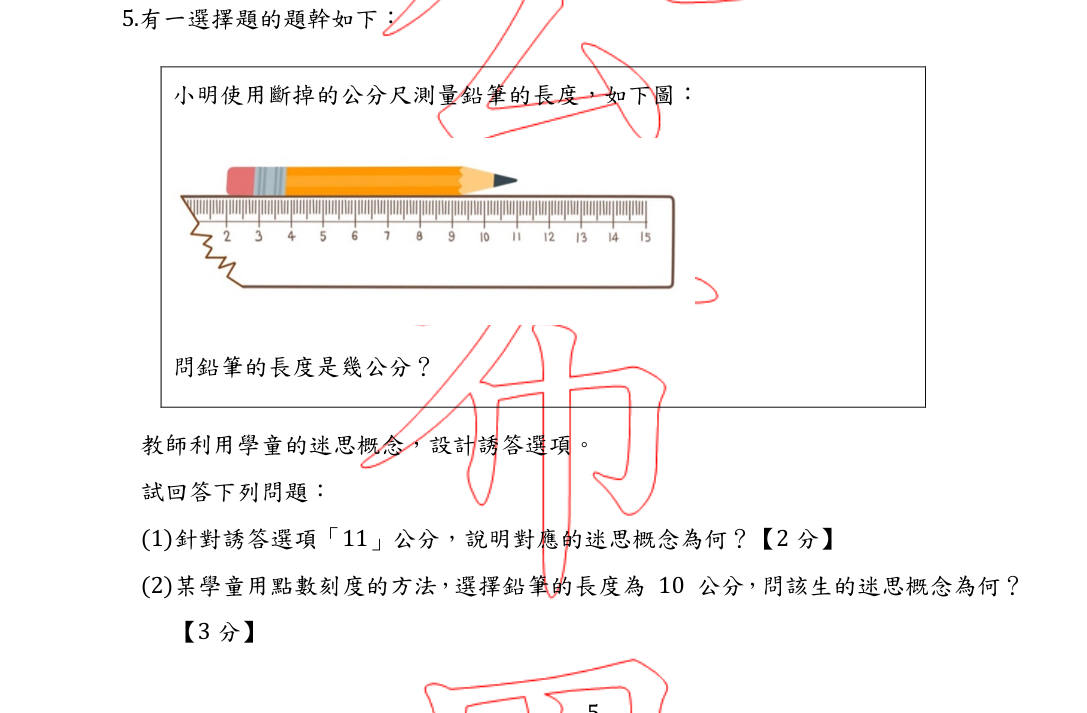 5.有一選擇題的題幹如下：
小明使用斷掉的公分尺測量鉛筆的長度，如下圖：
2 3 4 5 6 7 8 9 10 11 12 13 14 15
問鉛筆的長度是幾公分？
教師利用學童的迷思概念，設計誘答選項。
試回答下列問題：
(1)針對誘答選項「11」公分，說明對應的迷思概念為何？【2 分】
(2)某學童用點數刻度的方法，選擇鉛筆的長度為 10 公分，問該生的迷思概念為何？
【3 分】
5